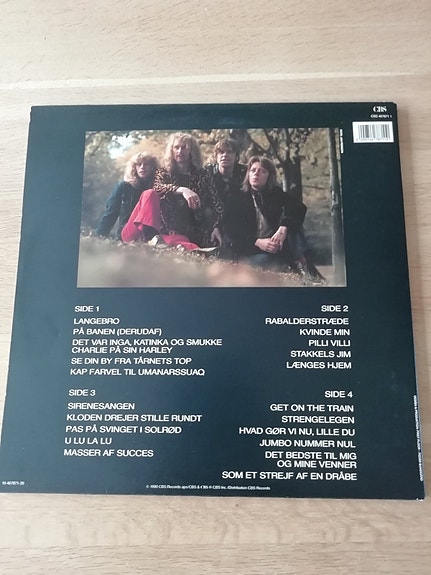 CBS
CBS 467871 1
SIDE 1
LANGEBRO
PÅ BANEN (DERUDAF)
DET VAR INGA, KATINKA OG SMUKKE
CHARLIE PÅ SIN HARLEY
SE DIN BY FRA TÅRNETS TOP
KAP FARVEL TIL UMANARSSUAQ
SIDE 2
RABALDERSTRÆDE
KVINDE MIN
PILLI VILLI
STAKKELS JIM
LÆNGES HJEM
SIDE 3
SIRENESANGEN
KLODEN DREJER STILLE RUNDT
PAS PÅ SVINGET I SOLRØD
U LU LA LU
MASSER AF SUCCES
SIDE 4
GET ON THE TRAIN
STRENGELEGEN
HVAD GØR VI NU, LILLE DU
JUMBO NUMMER NUL
DET BEDSTE TIL MIG
OG MINE VENNER
SOM ET STREJF AF EN DRÅBE